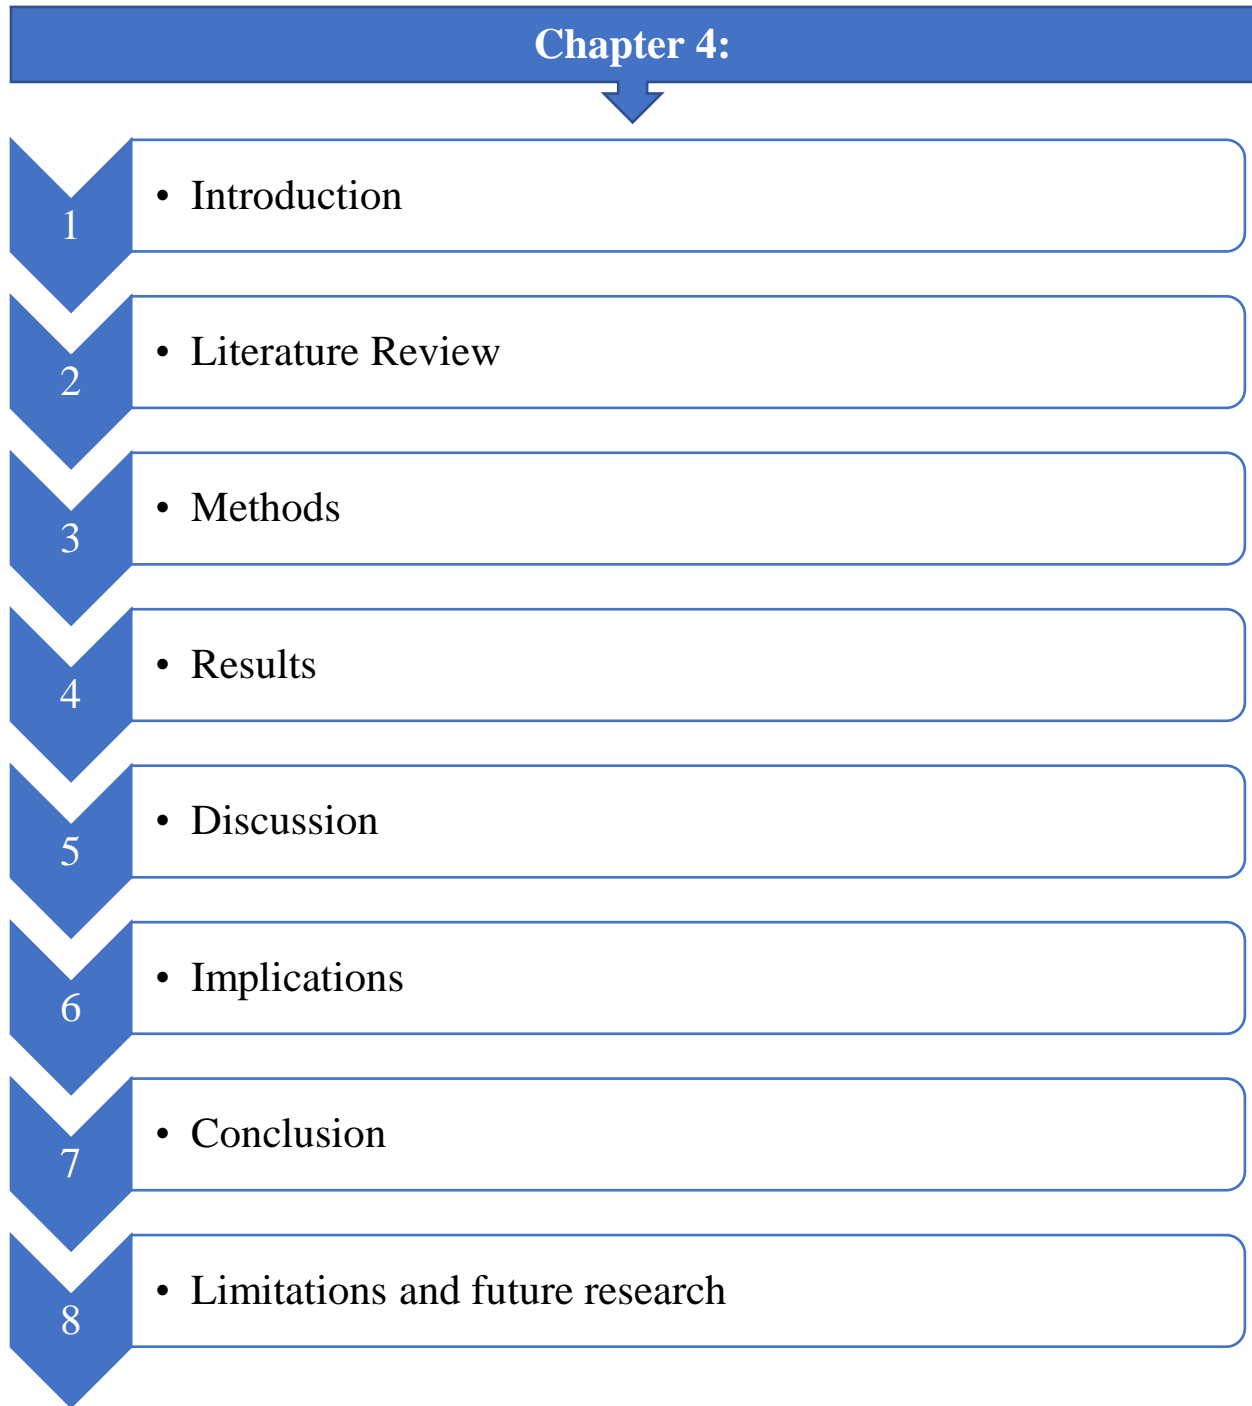 Chapter 4:
1
• Introduction
2
• Literature Review
3
• Methods
4
• Results
5
• Discussion
6
• Implications
7
• Conclusion
8
• Limitations and future research